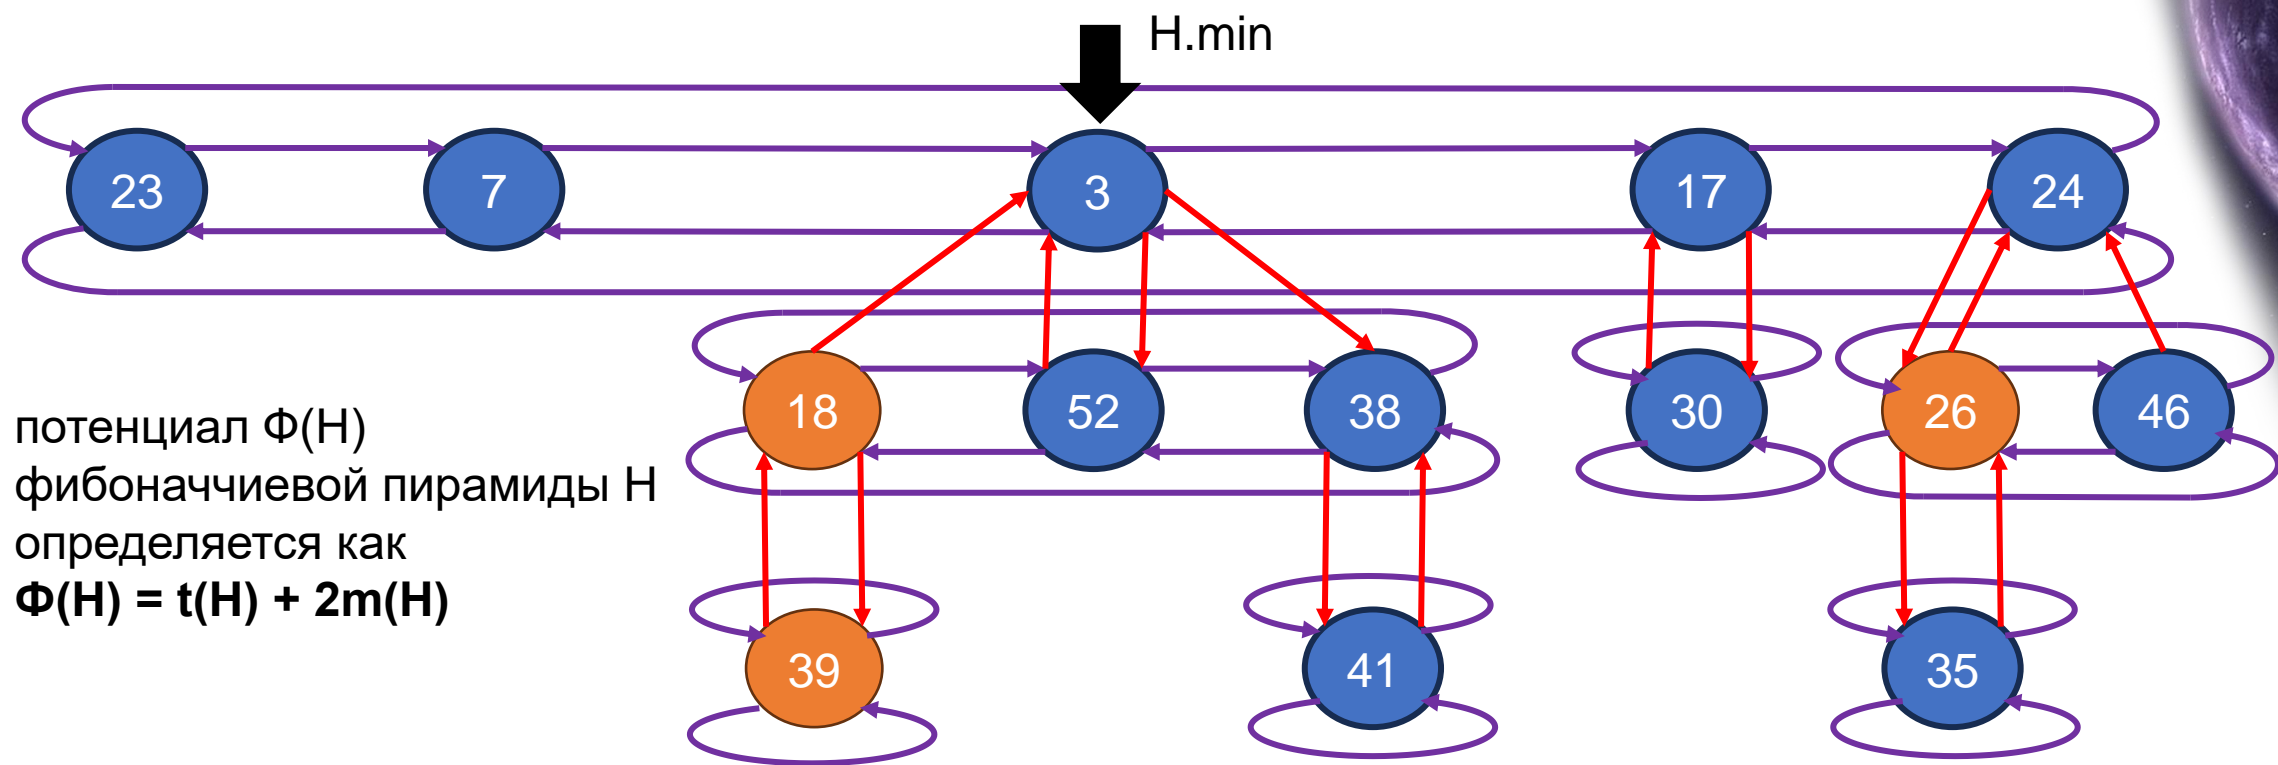 H.min
23
7
3
17
24
18
52
38
30
26
46
потенциал Φ(H)
фибоначчиевой пирамиды H
определяется как
Φ(H) = t(H) + 2m(H)
39
41
35